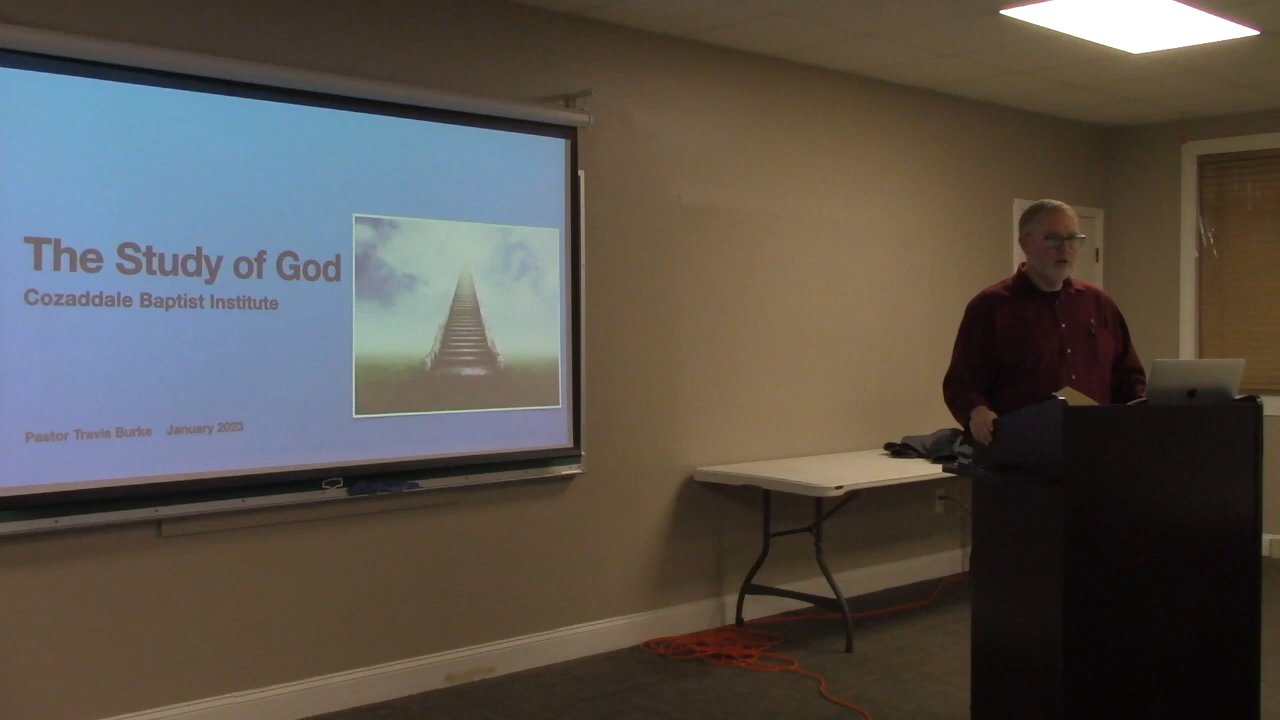 The Study of God
Cozaddale Baptist Institute
Pastor Travis Burke January 2023